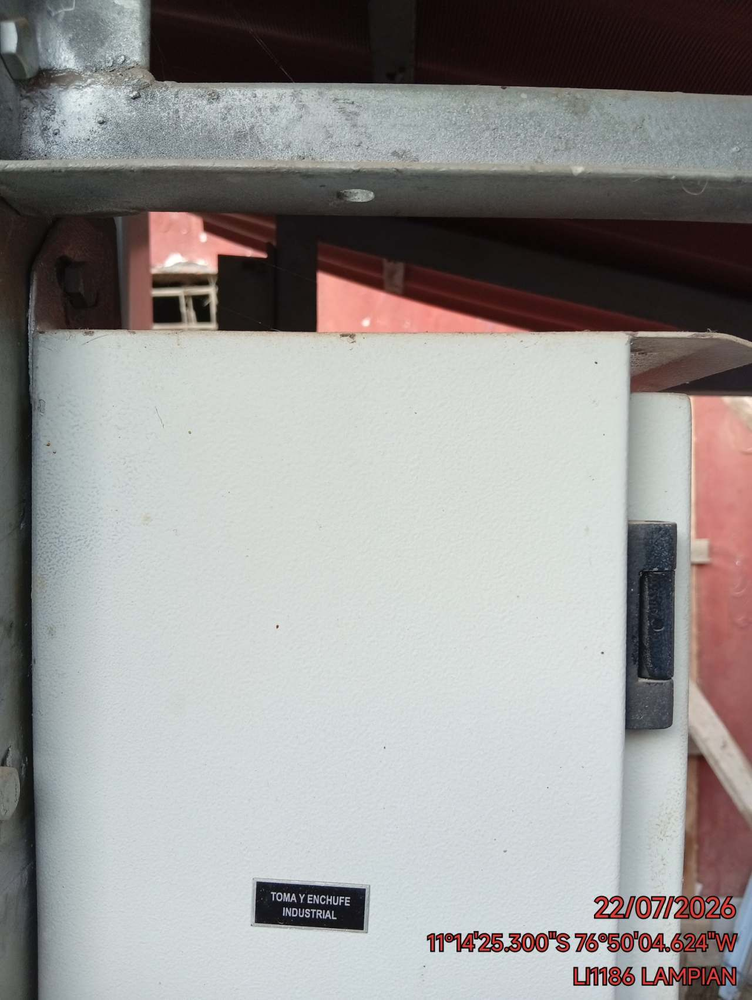 TOMA Y ENCHUFE
INDUSTRIAL
22/07/2026
11°14'25.300"S 76°50'04.624"W
LI1186 LAMPIAN